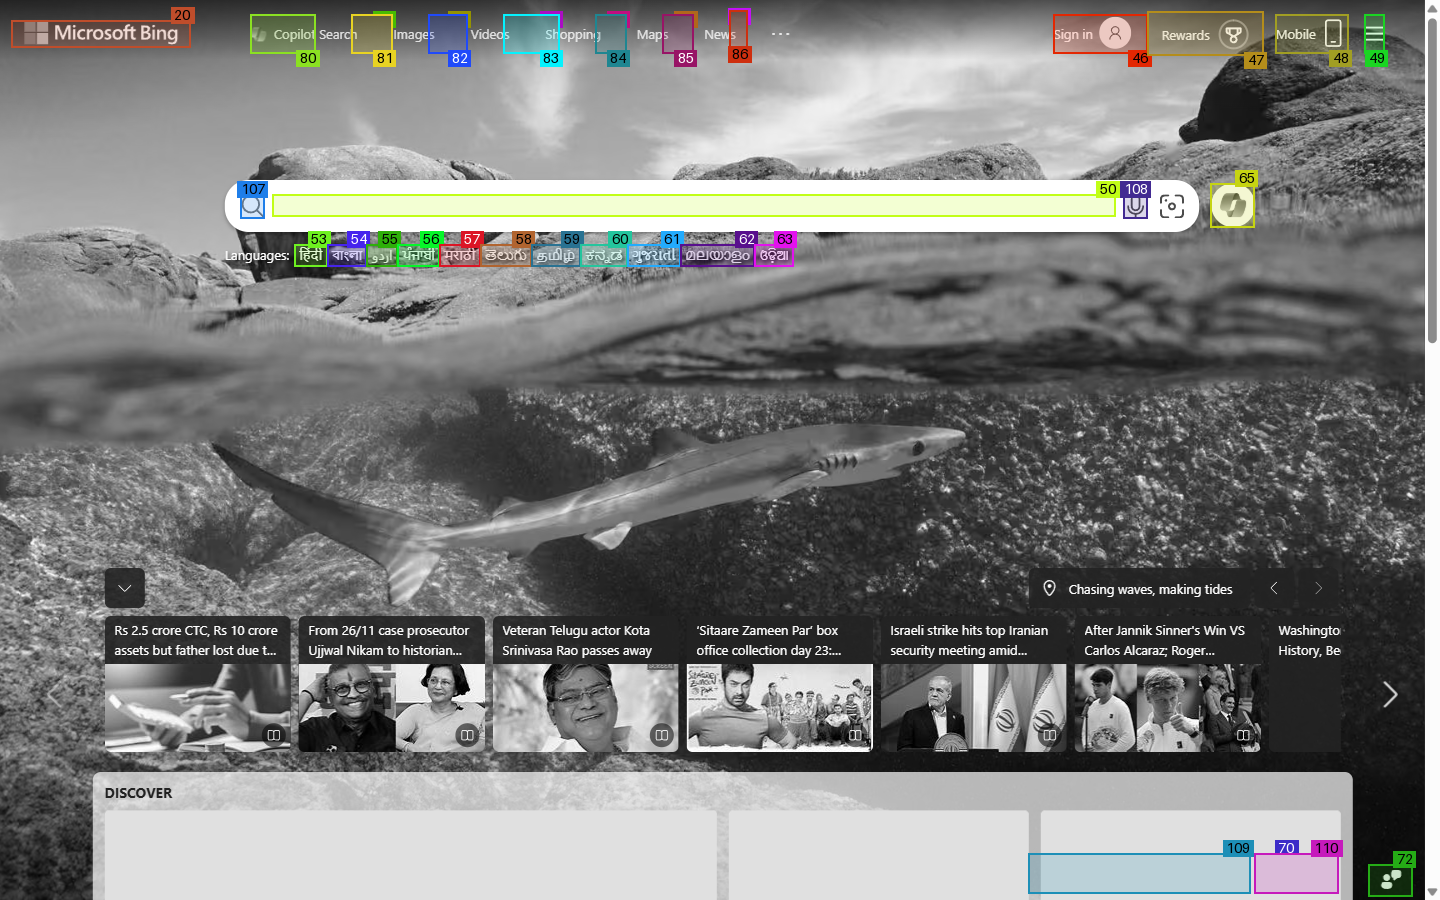 Microsoft Bing
20
Copilot Search
Images
Videos
Shopping
Maps
News
Sign in
Rewards
Mobile
80
81
82
83
84
85
86
46
47
48
49
107
50
108
65
53
54
55
56
57
58
59
60
61
62
63
Languages: हिंदी বাংলা اردو ਪੰਜਾਬੀ मराठी తెలుగు தமிழ் ಕನ್ನಡ ગુજરાતી മലയാളം ଓଡ଼ିଆ
Chasing waves, making tides
Rs 2.5 crore CTC, Rs 10 crore
assets but father lost due t...
From 26/11 case prosecutor
Ujjwal Nikam to historian...
Veteran Telugu actor Kota
Srinivasa Rao passes away
'Sitaare Zameen Par' box
office collection day 23:...
Israeli strike hits top Iranian
security meeting amid...
After Jannik Sinner's Win VS
Carlos Alcaraz; Roger...
Washingto
History, Be
DISCOVER
109
70
110
72